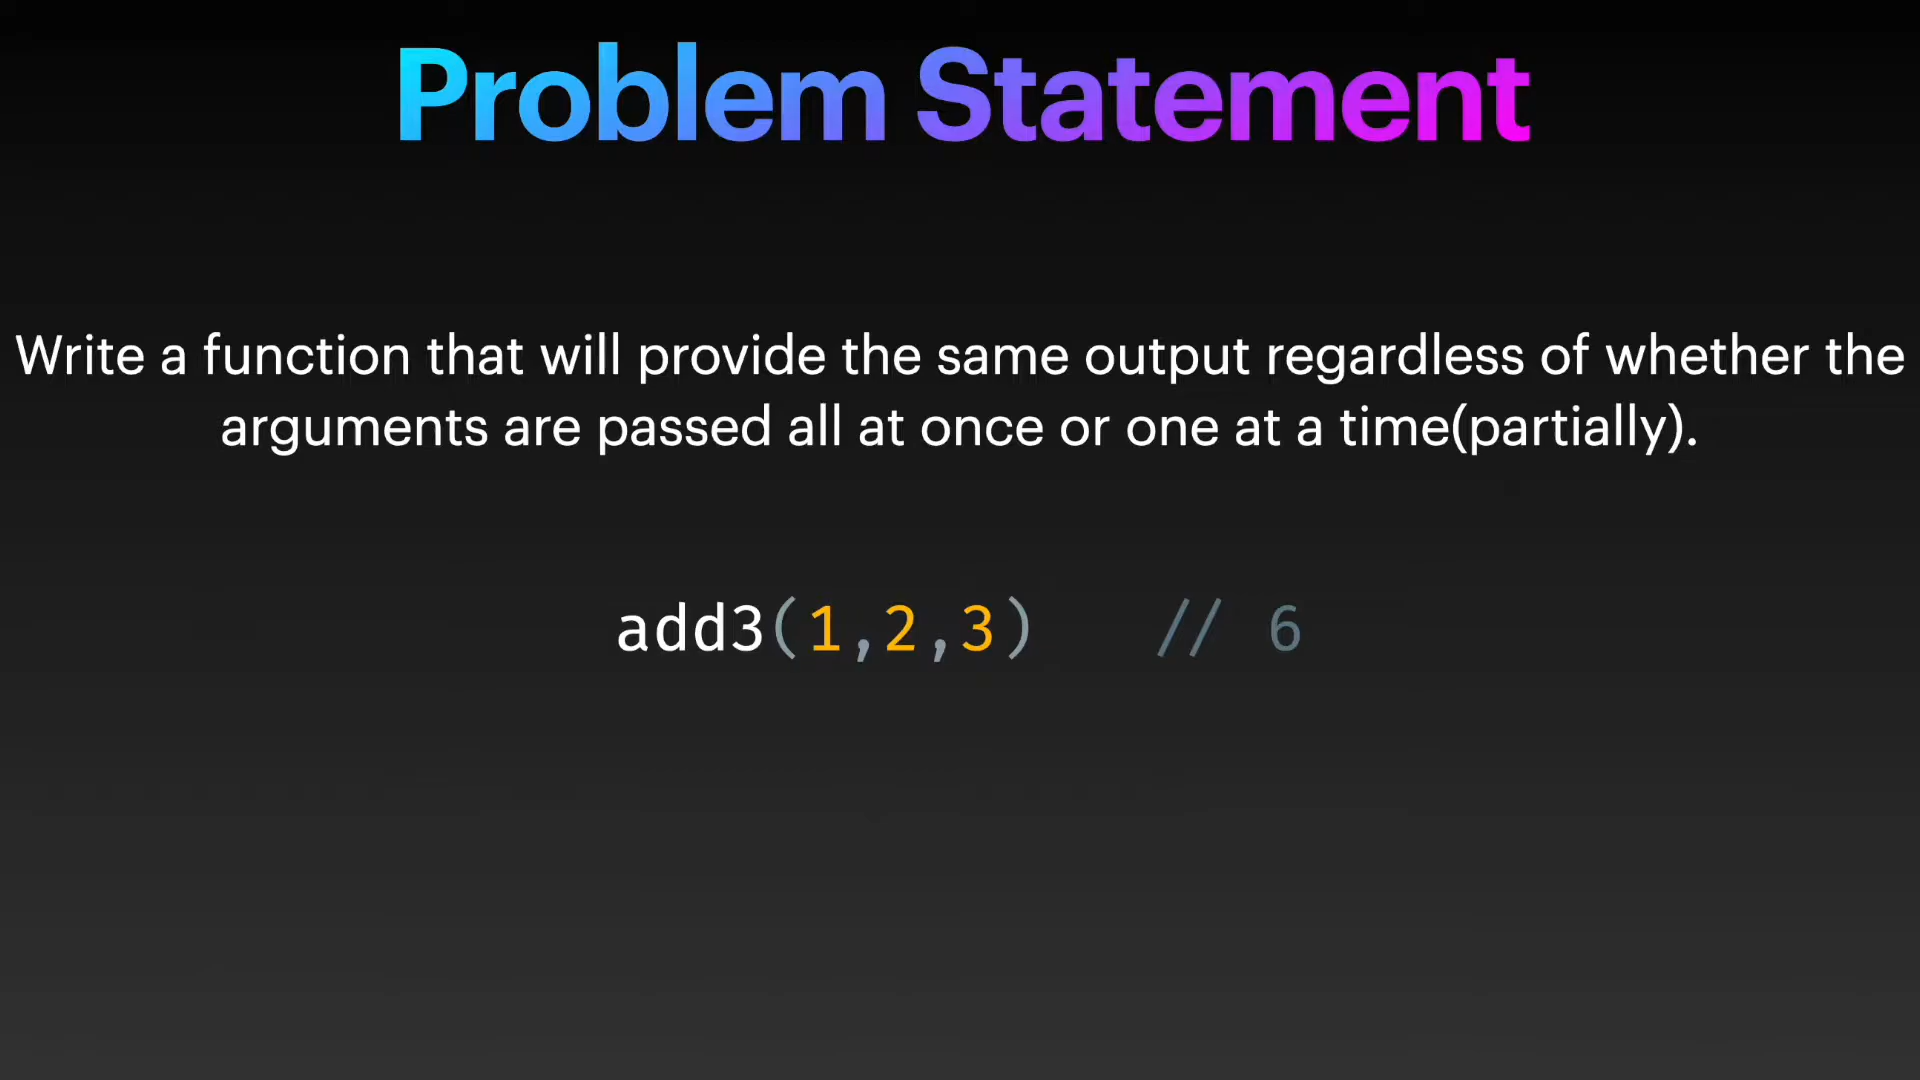 Problem Statement
Write a function that will provide the same output regardless of whether the
arguments are passed all at once or one at a time(partially).
add3(1,2,3) // 6